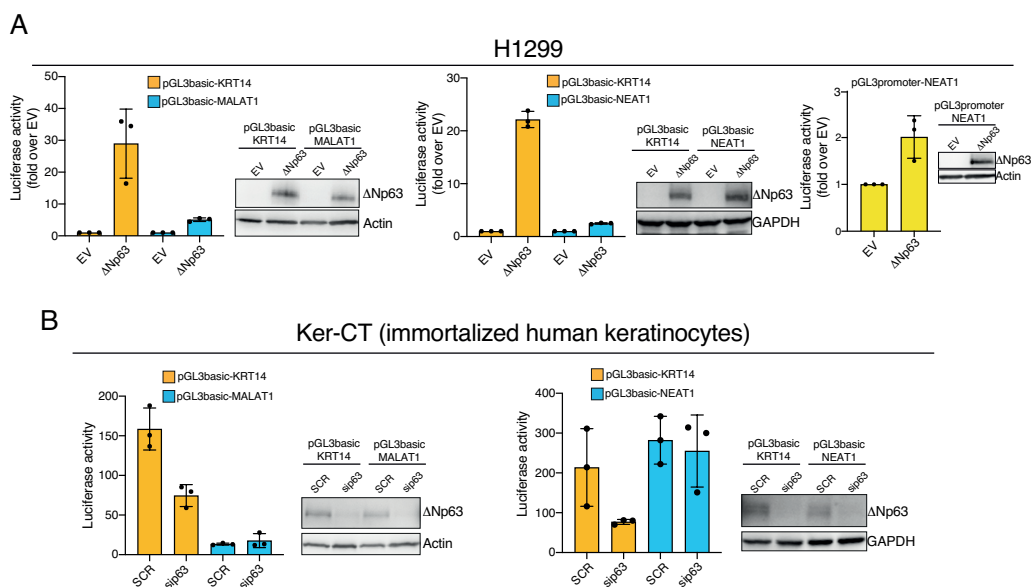 A
H1299
Luciferase activity
(fold over EV)
50
40
30
20
10
0
EV
ΔNp63
EV
ΔNp63
pGL3basic-KRT14
pGL3basic-MALAT1
pGL3basic
KRT14
pGL3basic
MALAT1
EV
ΔNp63
EV
ΔNp63
ΔNp63
Actin
Luciferase activity
(fold over EV)
30
20
10
0
EV
ΔNp63
EV
ΔNp63
pGL3basic-KRT14
pGL3basic-NEAT1
pGL3basic
KRT14
pGL3basic
NEAT1
EV
ΔNp63
EV
ΔNp63
ΔNp63
GAPDH
pGL3promoter-NEAT1
Luciferase activity
(fold over EV)
3
2
1
0
EV
ΔNp63
pGL3promoter
NEAT1
EV
ΔNp63
ΔNp63
Actin
B
Ker-CT (immortalized human keratinocytes)
Luciferase activity
200
150
100
50
0
SCR
sip63
SCR
sip63
pGL3basic-KRT14
pGL3basic-MALAT1
pGL3basic
KRT14
pGL3basic
MALAT1
SCR
sip63
SCR
sip63
ΔNp63
Actin
Luciferase activity
400
300
200
100
0
SCR
sip63
SCR
sip63
pGL3basic-KRT14
pGL3basic-NEAT1
pGL3basic
KRT14
pGL3basic
NEAT1
SCR
sip63
SCR
sip63
ΔNp63
GAPDH